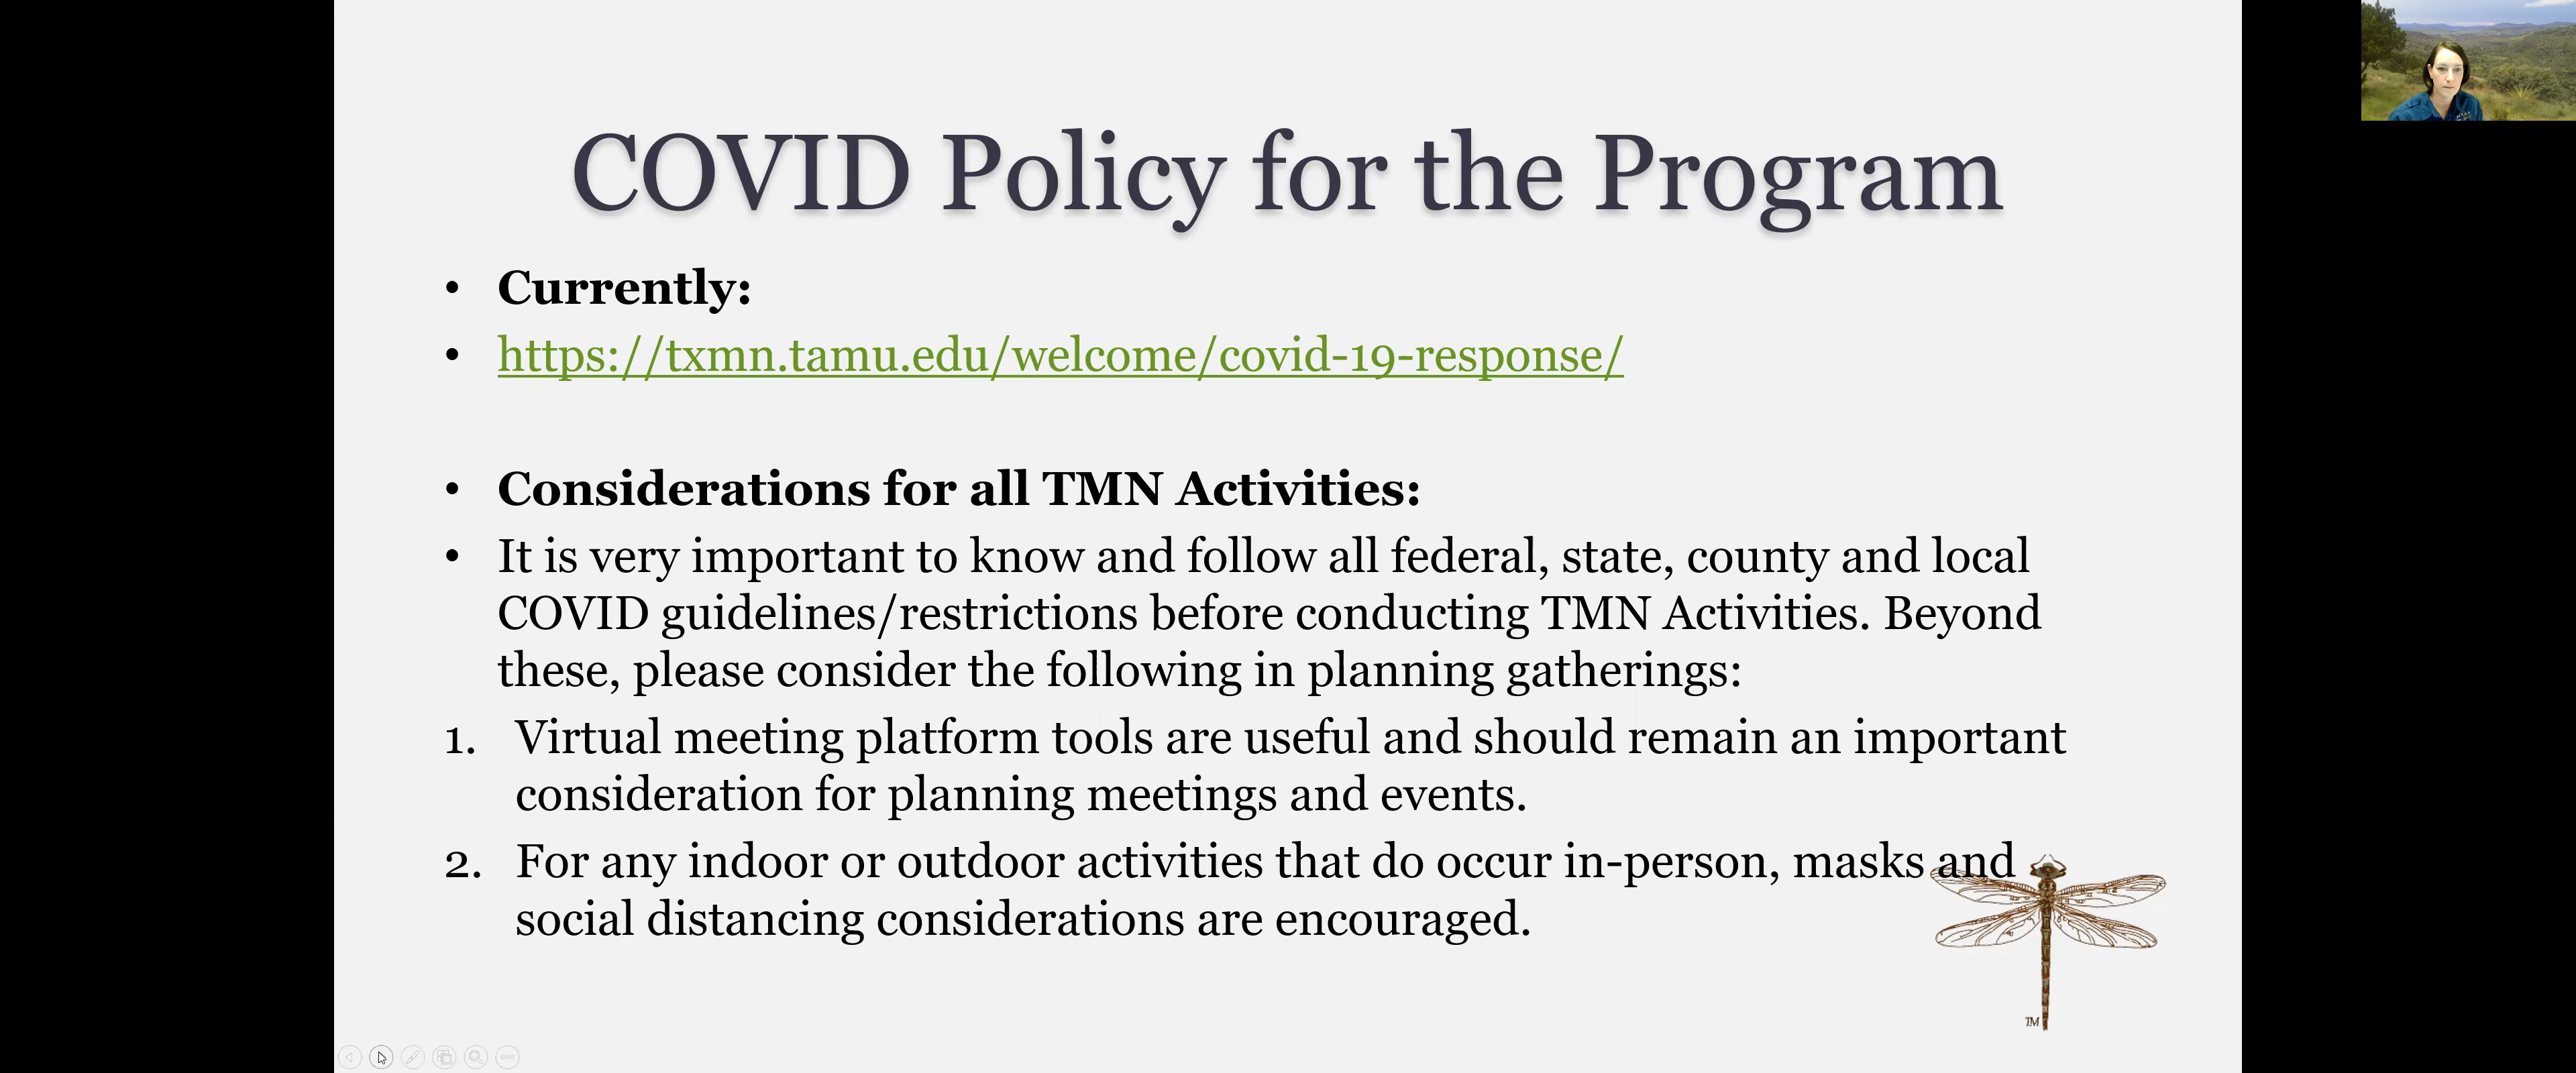 COVID Policy for the Program
• Currently:
• https://txmn.tamu.edu/welcome/covid-19-response/
• Considerations for all TMN Activities:
• It is very important to know and follow all federal, state, county and local
COVID guidelines/restrictions before conducting TMN Activities. Beyond
these, please consider the following in planning gatherings:
1. Virtual meeting platform tools are useful and should remain an important
consideration for planning meetings and events.
2. For any indoor or outdoor activities that do occur in-person, masks and
social distancing considerations are encouraged.
TM